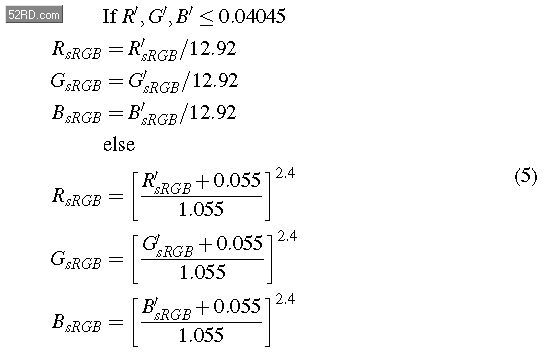 52RD.com
If R′, G′, B′ ≤ 0.04045
R_sRGB = R′_sRGB/12.92
G_sRGB = G′_sRGB/12.92
B_sRGB = B′_sRGB/12.92
else
R_sRGB = [(R′_sRGB + 0.055)/1.055]^2.4
(5)
G_sRGB = [(G′_sRGB + 0.055)/1.055]^2.4
B_sRGB = [(B′_sRGB + 0.055)/1.055]^2.4